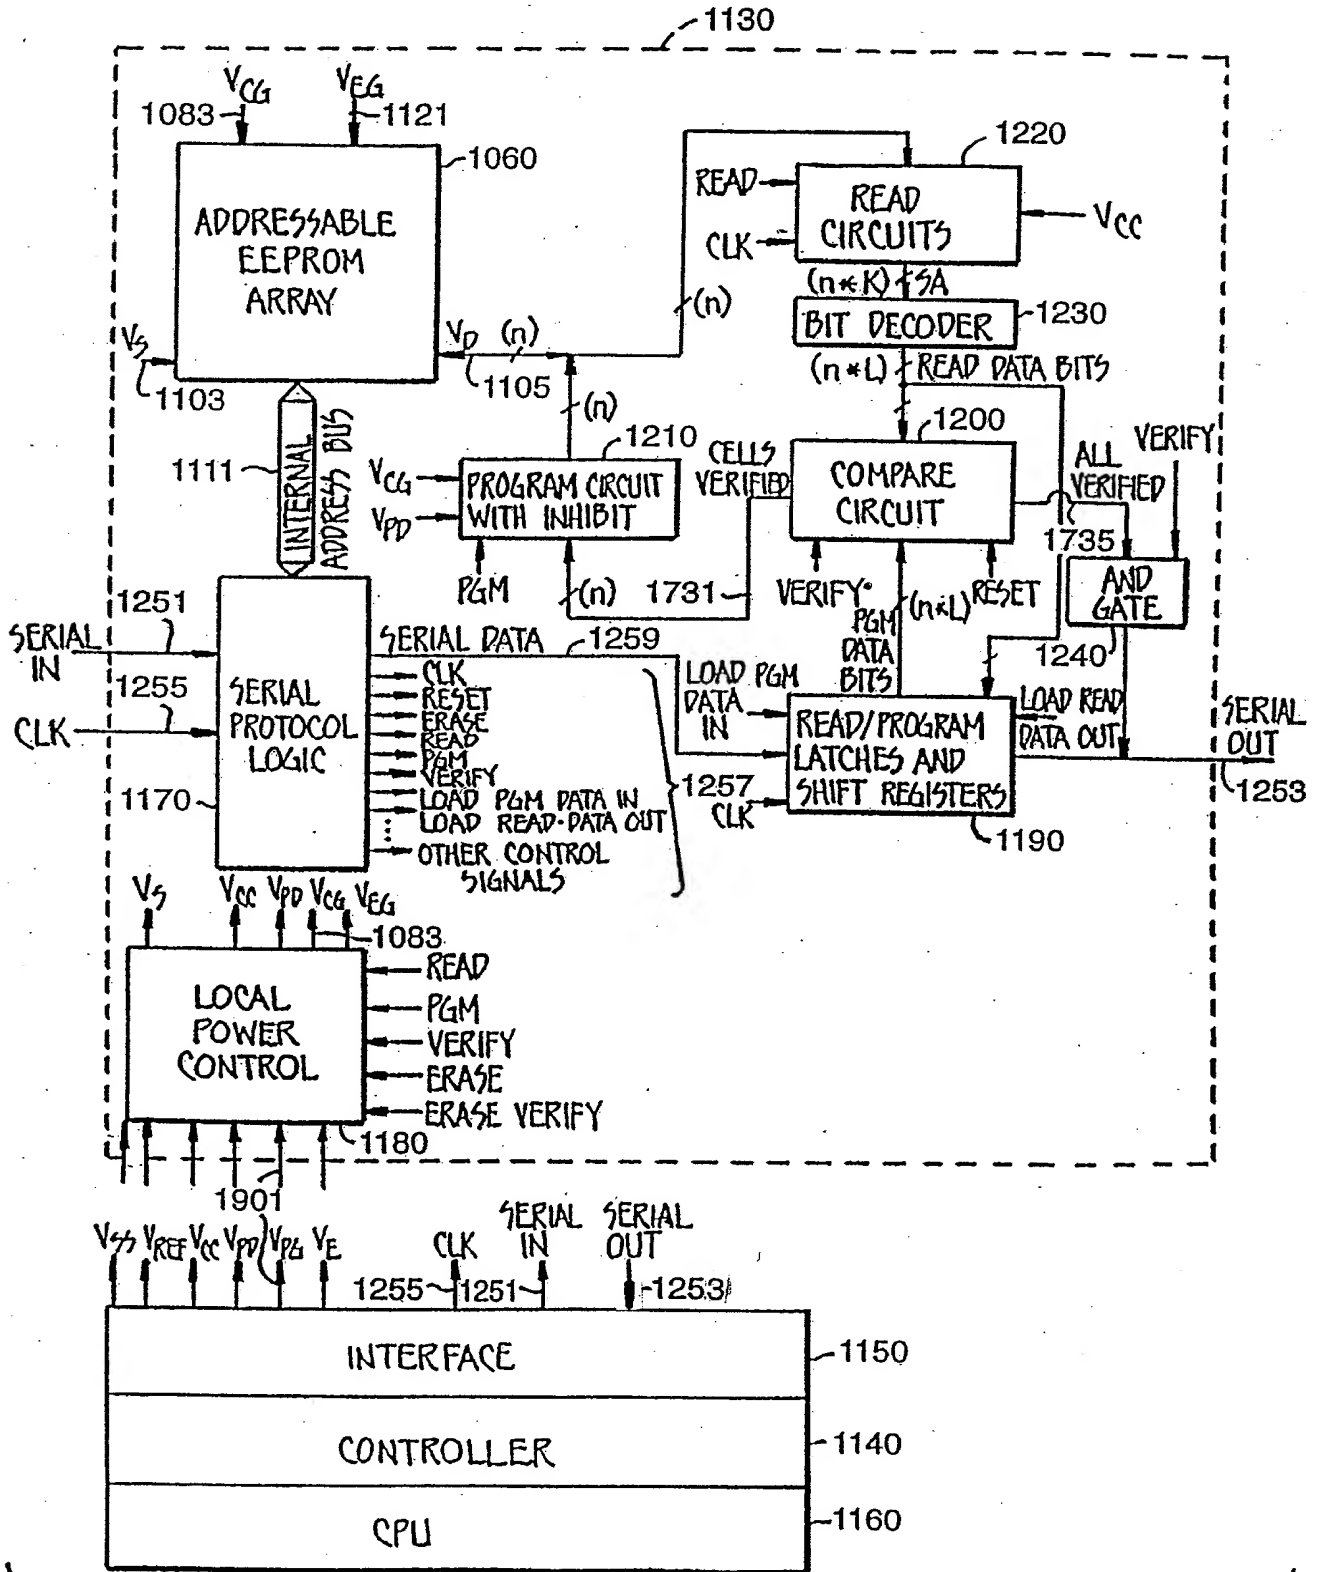 1130
VCG
VEG
1083
1121
1060
ADDRESSABLE
EEPROM
ARRAY
VS
1103
VD
(n)
1105
(n)
(n)
READ
CLK
1220
READ
CIRCUITS
VCC
(n*K)
SA
BIT DECODER
1230
(n*L)
READ DATA BITS
1111
INTERNAL
ADDRESS BUS
1210
VCG
VPD
PROGRAM CIRCUIT
WITH INHIBIT
PGM
(n)
CELLS
VERIFIED
1731
1200
COMPARE
CIRCUIT
VERIFY
(n*L)
RESET
PGM
DATA
BITS
ALL
VERIFIED
VERIFY
1735
AND
GATE
1240
SERIAL
IN
1251
1255
CLK
SERIAL
PROTOCOL
LOGIC
1170
SERIAL DATA
1259
CLK
RESET
ERASE
READ
PGM
VERIFY
LOAD PGM DATA IN
LOAD READ DATA OUT
OTHER CONTROL
SIGNALS
1257
LOAD PGM
DATA
IN
CLK
READ/PROGRAM
LATCHES AND
SHIFT REGISTERS
1190
LOAD READ
DATA OUT
SERIAL
OUT
1253
VS
VCC
VPD
VCG
VEG
1083
LOCAL
POWER
CONTROL
READ
PGM
VERIFY
ERASE
ERASE VERIFY
1180
1901
VSS
VREF
VCC
VPD
VPG
VE
CLK
SERIAL
IN
SERIAL
OUT
1255
1251
1253
INTERFACE
1150
CONTROLLER
1140
CPU
1160